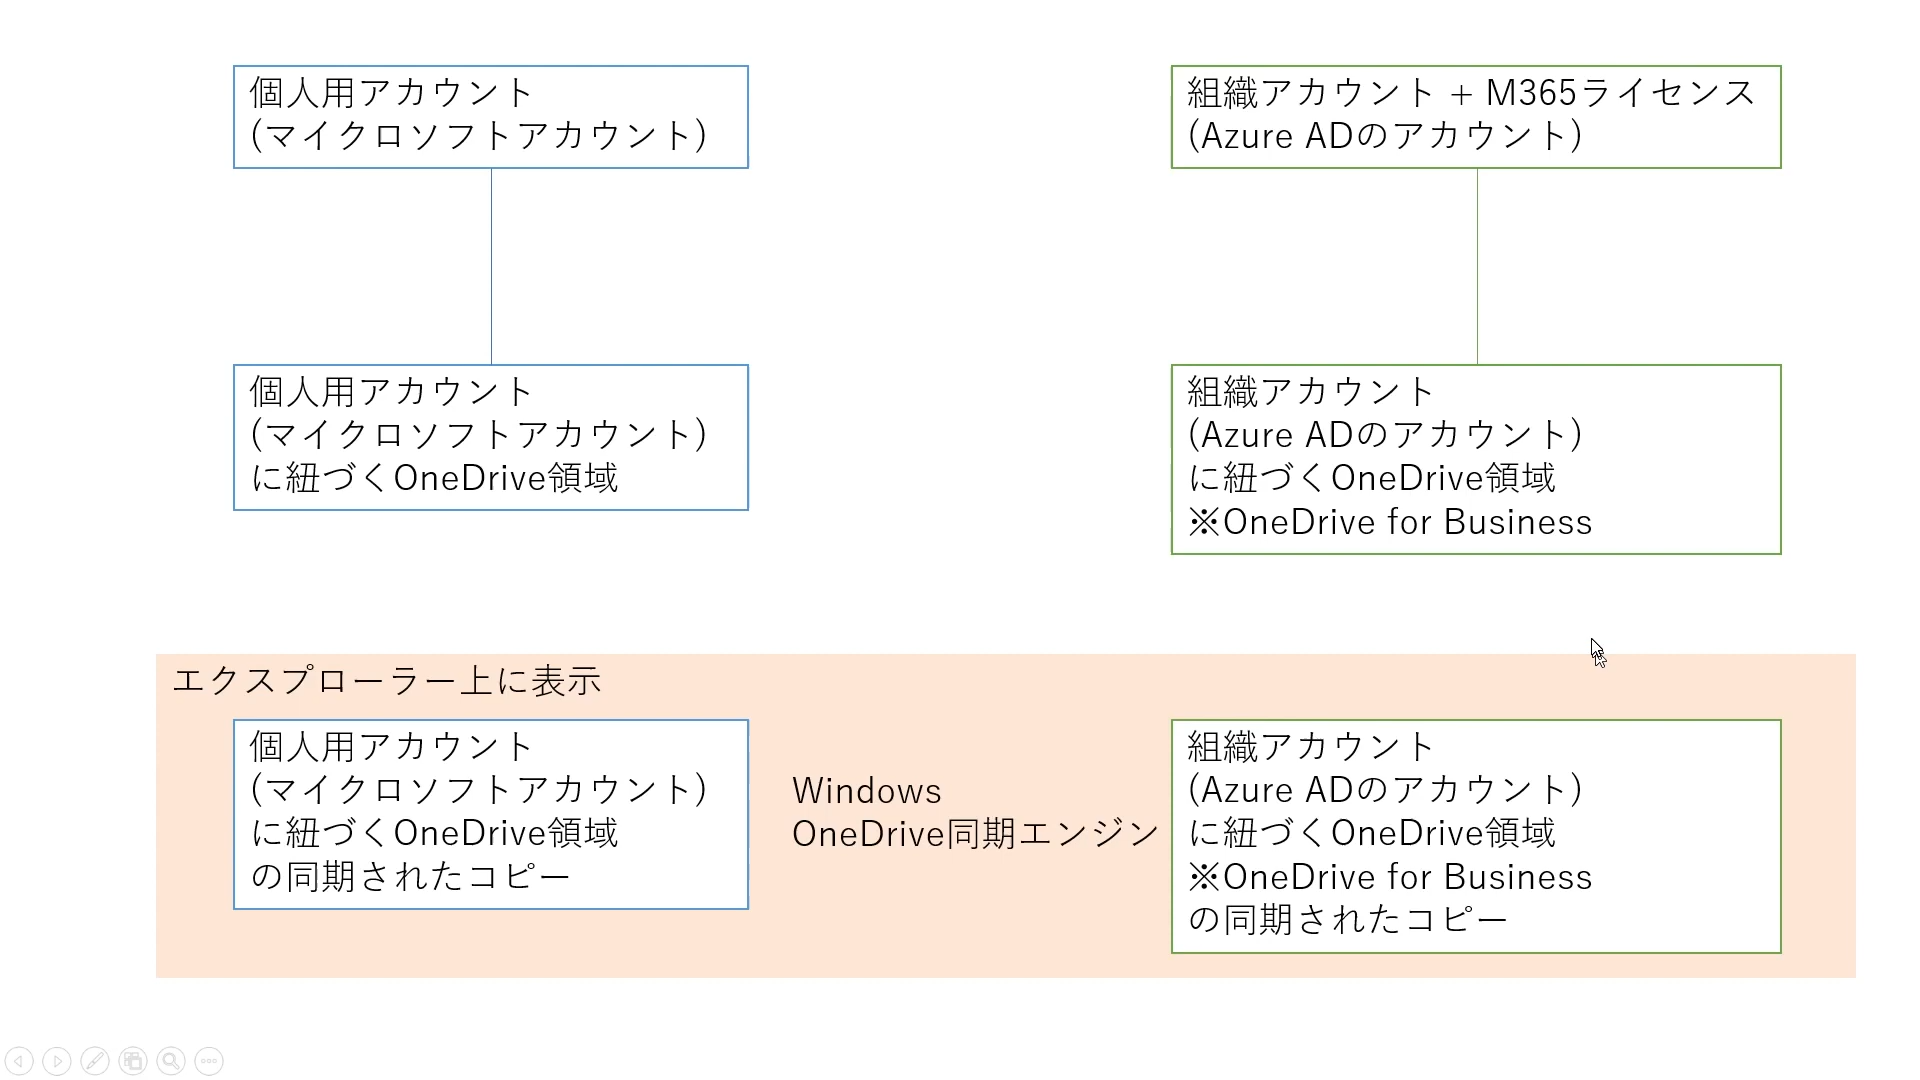 個人用アカウント
(マイクロソフトアカウント)
組織アカウント + M365ライセンス
(Azure ADのアカウント)
個人用アカウント
(マイクロソフトアカウント)
に紐づくOneDrive領域
組織アカウント
(Azure ADのアカウント)
に紐づくOneDrive領域
※OneDrive for Business
エクスプローラー上に表示
個人用アカウント
(マイクロソフトアカウント)
に紐づくOneDrive領域
の同期されたコピー
Windows
OneDrive同期エンジン
組織アカウント
(Azure ADのアカウント)
に紐づくOneDrive領域
※OneDrive for Business
の同期されたコピー